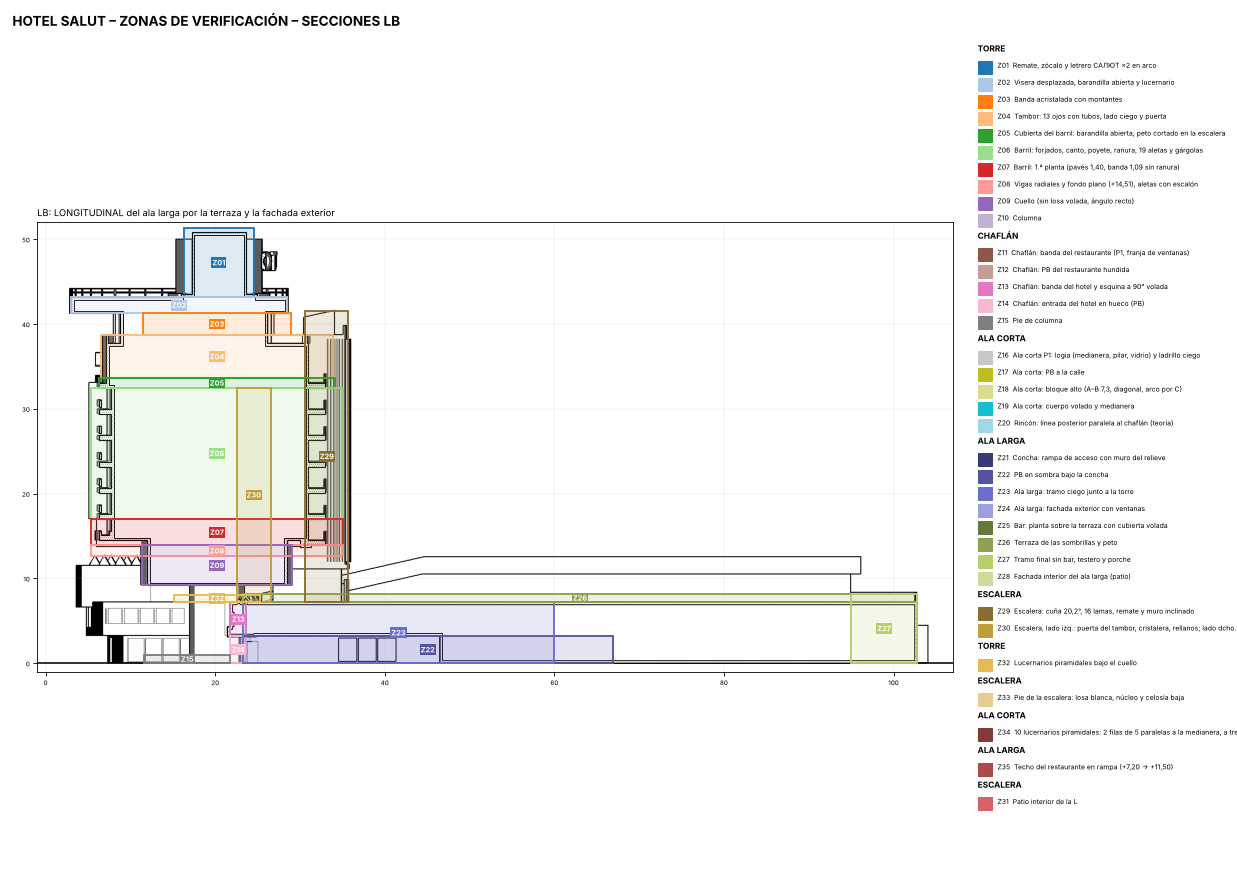 HOTEL SALUT – ZONAS DE VERIFICACIÓN – SECCIONES LB
LB: LONGITUDINAL del ala larga por la terraza y la fachada exterior
50
40
30
20
10
0
0
20
40
60
80
100
Z01
Z02
Z03
Z04
Z05
Z06
Z29
Z30
Z07
Z08
Z09
Z32
Z26
Z13
Z23
Z27
Z14
Z22
Z15
TORRE
Z01 Remate, zócalo y letrero САЛЮТ ×2 en arco
Z02 Visera desplazada, barandilla abierta y lucernario
Z03 Banda acristalada con montantes
Z04 Tambor: 13 ojos con tubos, lado ciego y puerta
Z05 Cubierta del barril: barandilla abierta, peto cortado en la escalera
Z06 Barril: forjados, canto, poyete, ranura, 19 aletas y gárgolas
Z07 Barril: 1.ª planta (pavés 1,40, banda 1,09 sin ranura)
Z08 Vigas radiales y fondo plano (+14,51), aletas con escalón
Z09 Cuello (sin losa volada, ángulo recto)
Z10 Columna
CHAFLÁN
Z11 Chaflán: banda del restaurante (P1, franja de ventanas)
Z12 Chaflán: PB del restaurante hundida
Z13 Chaflán: banda del hotel y esquina a 90° volada
Z14 Chaflán: entrada del hotel en hueco (PB)
Z15 Pie de columna
ALA CORTA
Z16 Ala corta P1: logia (medianera, pilar, vidrio) y ladrillo ciego
Z17 Ala corta: PB a la calle
Z18 Ala corta: bloque alto (A–B 7,3, diagonal, arco por C)
Z19 Ala corta: cuerpo volado y medianera
Z20 Rincón: línea posterior paralela al chaflán (teoría)
ALA LARGA
Z21 Concha: rampa de acceso con muro del relieve
Z22 PB en sombra bajo la concha
Z23 Ala larga: tramo ciego junto a la torre
Z24 Ala larga: fachada exterior con ventanas
Z25 Bar: planta sobre la terraza con cubierta volada
Z26 Terraza de las sombrillas y peto
Z27 Tramo final sin bar, testero y porche
Z28 Fachada interior del ala larga (patio)
ESCALERA
Z29 Escalera: cuña 20,2°, 16 lamas, remate y muro inclinado
Z30 Escalera, lado izq.: puerta del tambor, cristalera, rellanos; lado dcho.
TORRE
Z32 Lucernarios piramidales bajo el cuello
ESCALERA
Z33 Pie de la escalera: losa blanca, núcleo y celosía baja
ALA CORTA
Z34 10 lucernarios piramidales: 2 filas de 5 paralelas a la medianera, a tre
ALA LARGA
Z35 Techo del restaurante en rampa (+7,20 → +11,50)
ESCALERA
Z31 Patio interior de la L